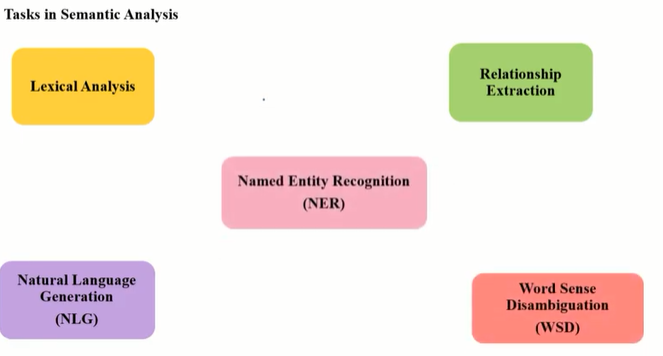 Tasks in Semantic Analysis
Lexical Analysis
Relationship
Extraction
Named Entity Recognition
(NER)
Natural Language
Generation
(NLG)
Word Sense
Disambiguation
(WSD)